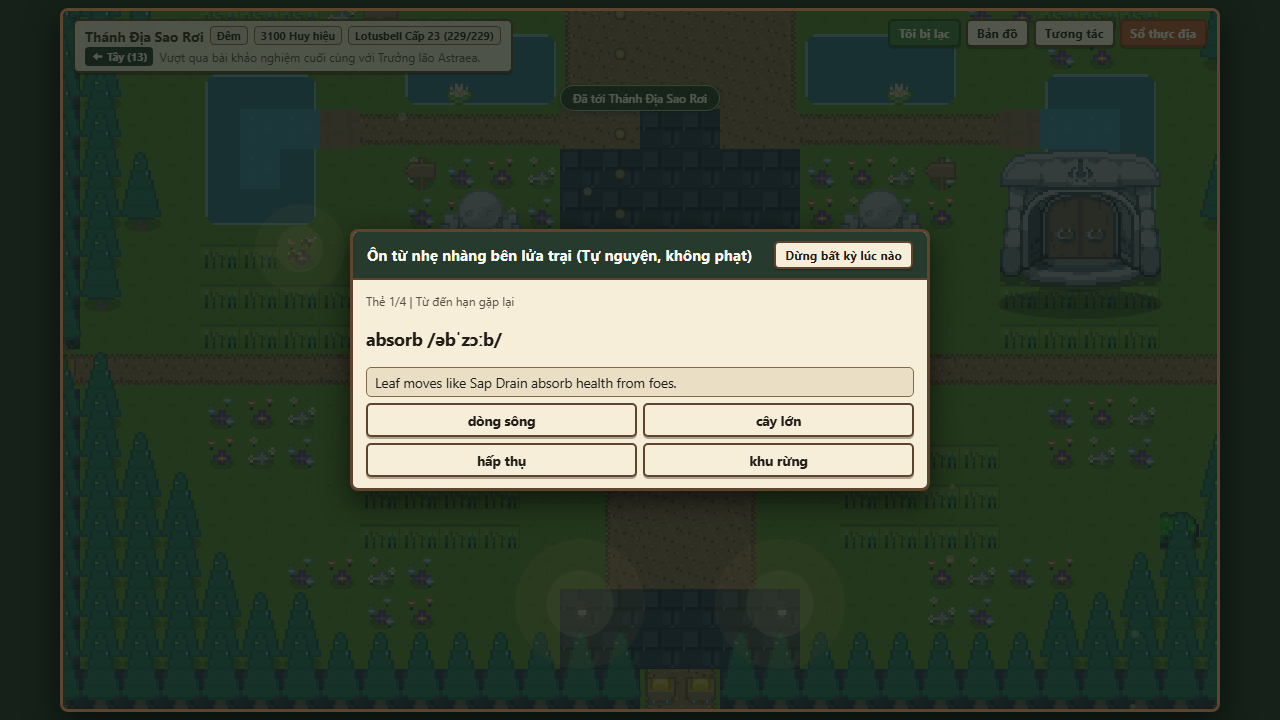 Thánh Địa Sao Rơi Đêm 3100 Huy hiệu Lotusbell Cấp 23 (229/229)
← Tây (13) Vượt qua bài khảo nghiệm cuối cùng với Trưởng lão Astraea.
Tôi bị lạc Bản đồ Tương tác Sổ thực địa
Đã tới Thánh Địa Sao Rơi
Ôn từ nhẹ nhàng bên lửa trại (Tự nguyện, không phạt) Dừng bất kỳ lúc nào
Thẻ 1/4 | Từ đến hạn gặp lại
absorb /əbˈzɔːb/
Leaf moves like Sap Drain absorb health from foes.
dòng sông cây lớn
hấp thụ khu rừng